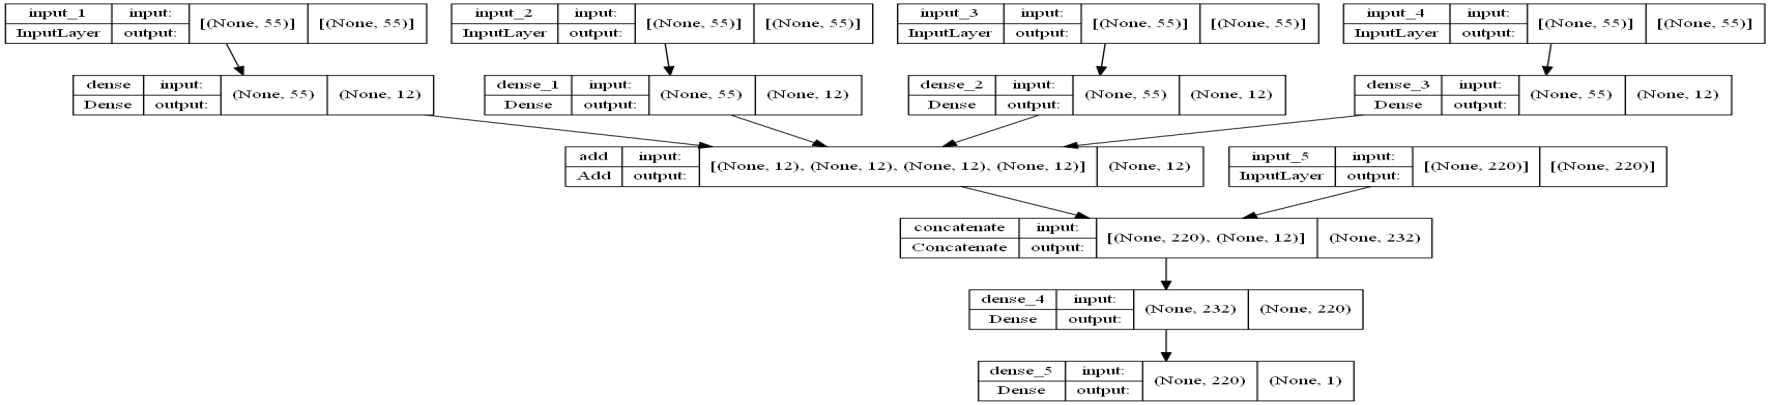 input_1 input: [(None, 55)] [(None, 55)]
InputLayer output:
input_2 input: [(None, 55)] [(None, 55)]
InputLayer output:
input_3 input: [(None, 55)] [(None, 55)]
InputLayer output:
input_4 input: [(None, 55)] [(None, 55)]
InputLayer output:
dense input: (None, 55) (None, 12)
Dense output:
dense_1 input: (None, 55) (None, 12)
Dense output:
dense_2 input: (None, 55) (None, 12)
Dense output:
dense_3 input: (None, 55) (None, 12)
Dense output:
add input: [(None, 12), (None, 12), (None, 12), (None, 12)] (None, 12)
Add output:
input_5 input: [(None, 220)] [(None, 220)]
InputLayer output:
concatenate input: [(None, 220), (None, 12)] (None, 232)
Concatenate output:
dense_4 input: (None, 232) (None, 220)
Dense output:
dense_5 input: (None, 220) (None, 1)
Dense output: